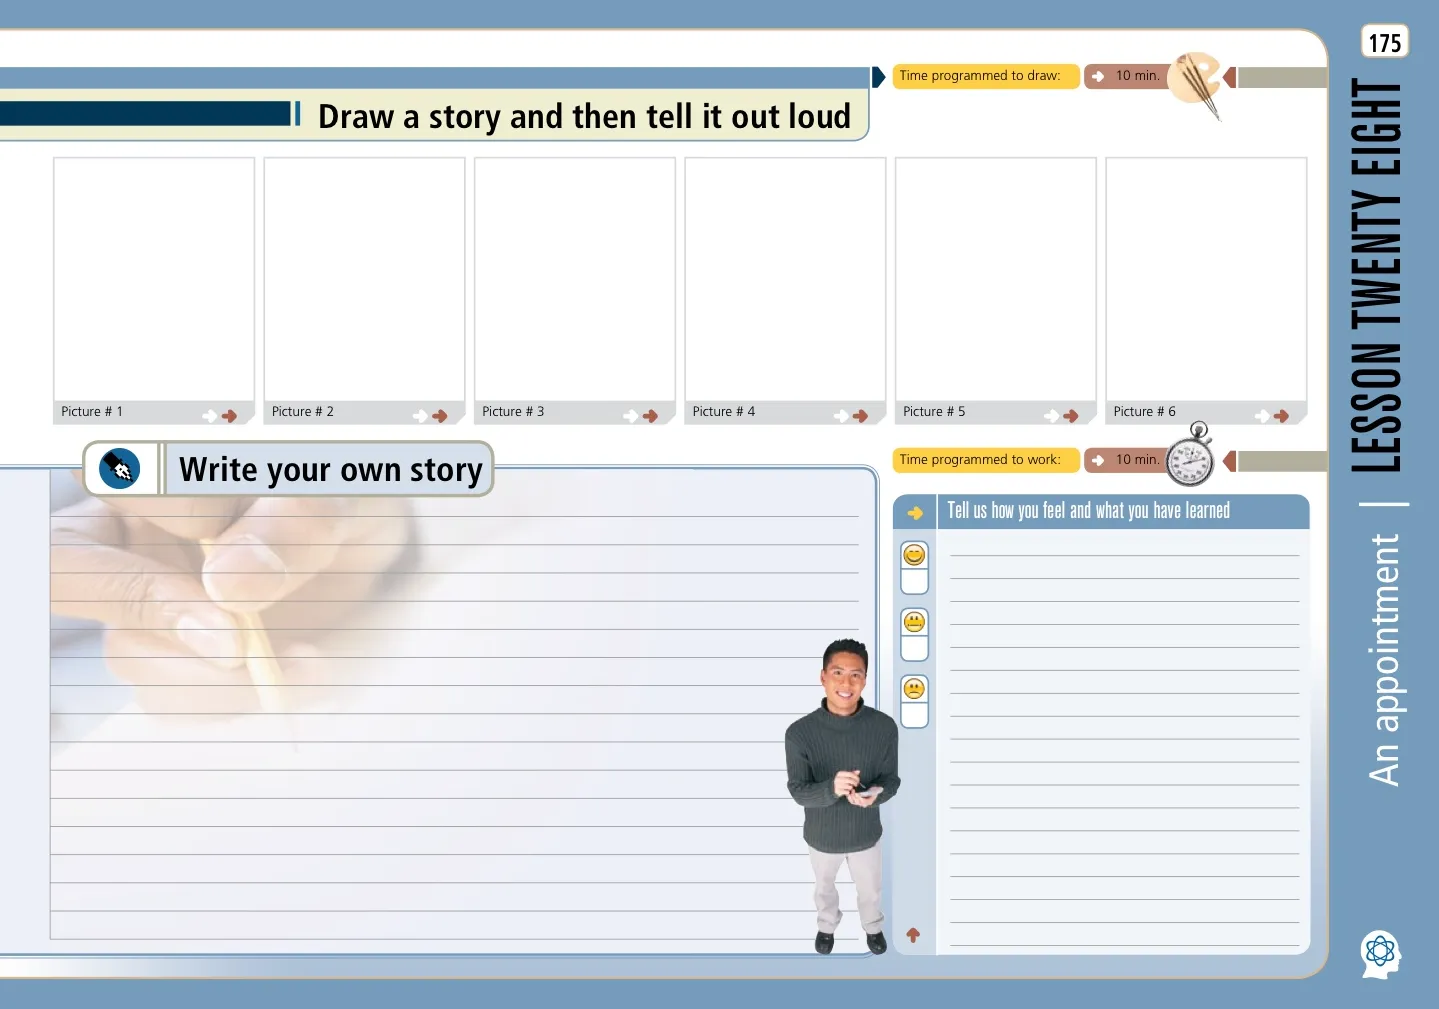 175
Time programmed to draw:
10 min.
Draw a story and then tell it out loud
Picture # 1
Picture # 2
Picture # 3
Picture # 4
Picture # 5
Picture # 6
Write your own story
Time programmed to work:
10 min.
Tell us how you feel and what you have learned
LESSON TWENTY EIGHT
An appointment